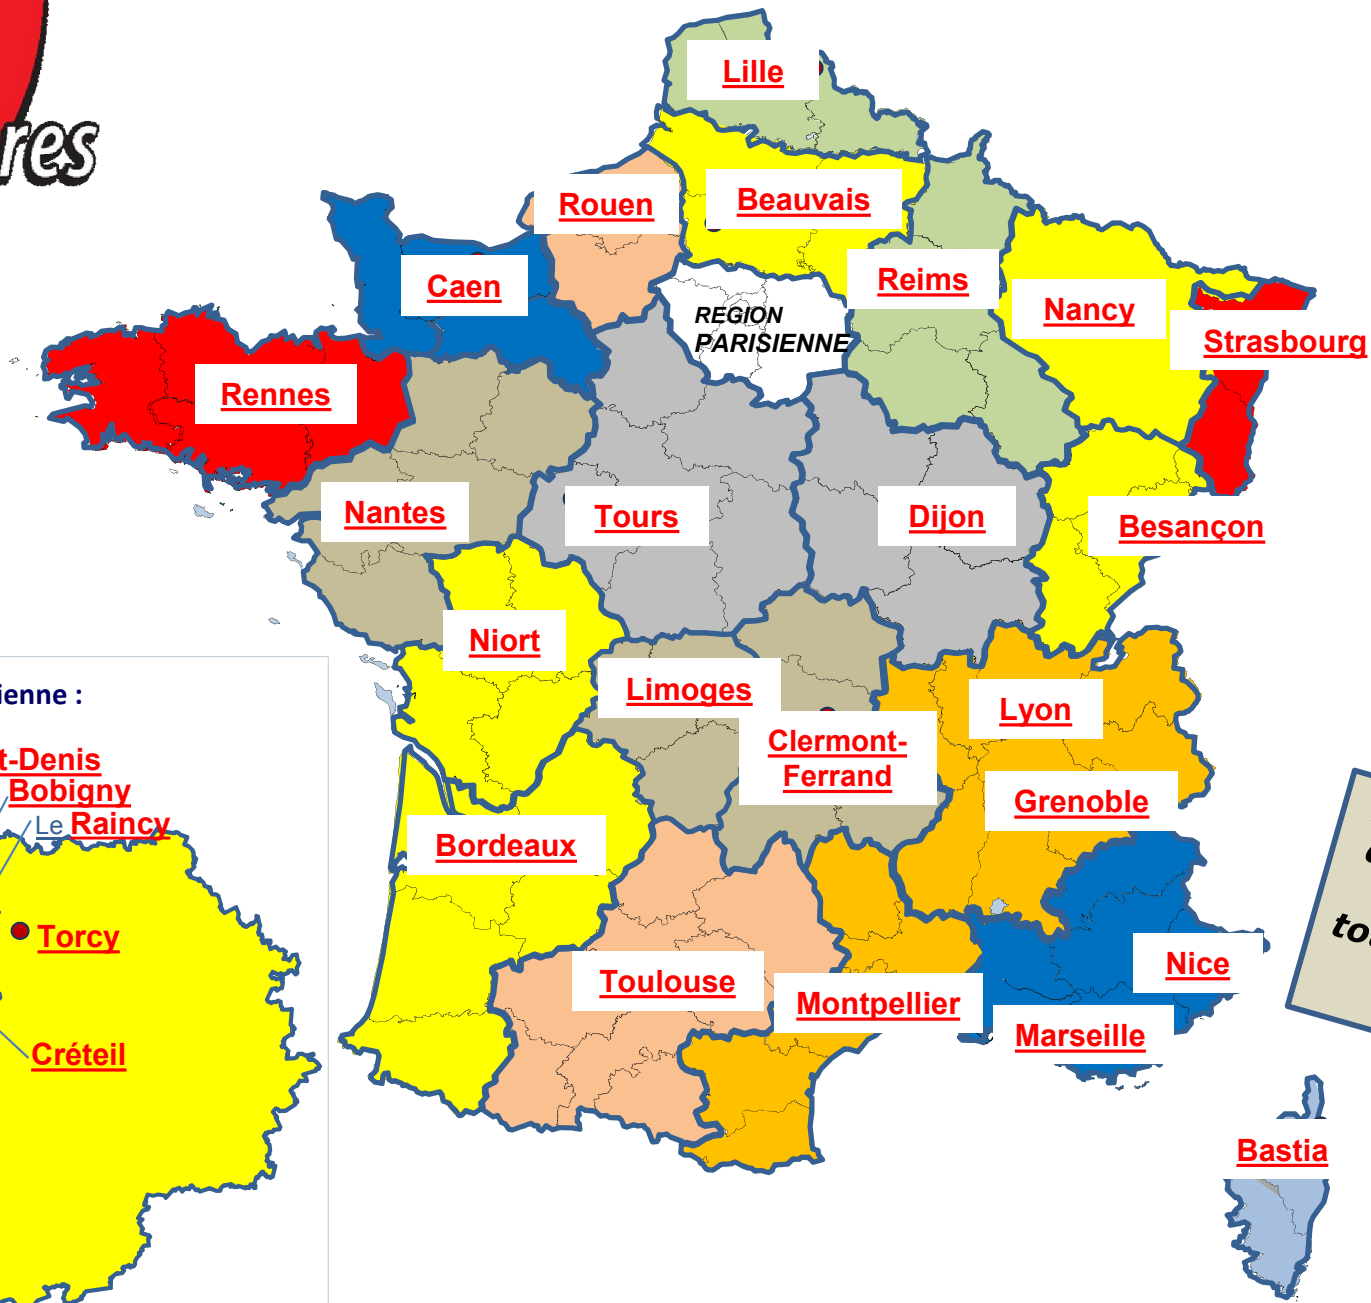 res
Lille
Rouen
Beauvais
Caen
Reims
Nancy
REGION
PARISIENNE
Strasbourg
Rennes
Nantes
Tours
Dijon
Besançon
Niort
Limoges
Lyon
Clermont-
Ferrand
Grenoble
Bordeaux
Toulouse
Montpellier
Nice
Marseille
Bastia
ienne :
t-Denis
Bobigny
Le Raincy
Torcy
Créteil
tou